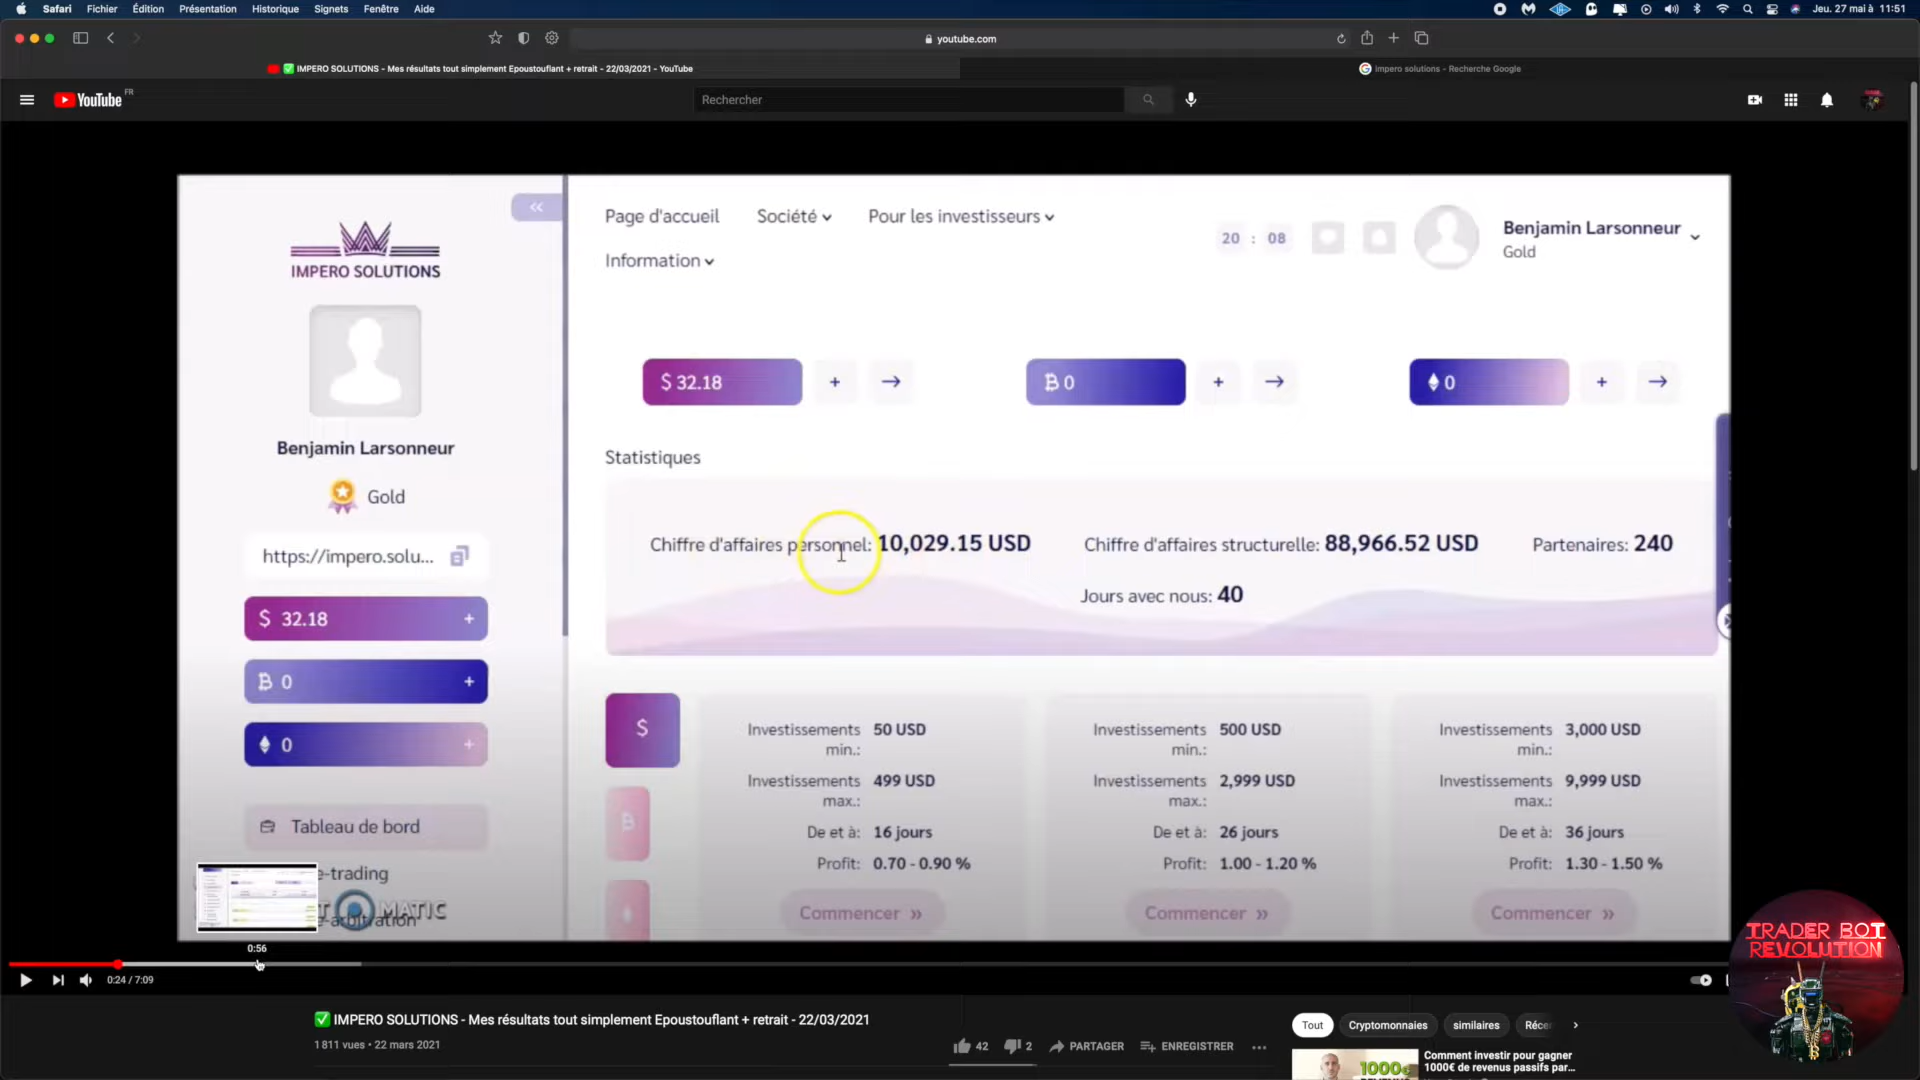 Safari Fichier Édition Présentation Historique Signets Fenêtre Aide
Jeu. 27 mai à 11:51
youtube.com
✅ IMPERO SOLUTIONS - Mes résultats tout simplement Epoustouflant + retrait - 22/03/2021 - YouTube
Impero solutions - Recherche Google
YouTube FR
Rechercher
IMPERO SOLUTIONS
Benjamin Larsonneur
Gold
https://impero.solu...
$ 32.18 +
0 +
0 +
Tableau de bord
e-trading
e-arbitration
MATIC
Page d'accueil Société Pour les investisseurs
Information
20 : 08
Benjamin Larsonneur
Gold
$ 32.18 + →
0 + →
0 + →
Statistiques
Chiffre d'affaires personnel: 10,029.15 USD
Chiffre d'affaires structurelle: 88,966.52 USD
Partenaires: 240
Jours avec nous: 40
$
Investissements min.: 50 USD
Investissements max.: 499 USD
De et à: 16 jours
Profit: 0.70 - 0.90 %
Commencer »
Investissements min.: 500 USD
Investissements max.: 2,999 USD
De et à: 26 jours
Profit: 1.00 - 1.20 %
Commencer »
Investissements min.: 3,000 USD
Investissements max.: 9,999 USD
De et à: 36 jours
Profit: 1.30 - 1.50 %
Commencer »
0:56
0:24 / 7:09
TRADER BOT
REVOLUTION
✅ IMPERO SOLUTIONS - Mes résultats tout simplement Epoustouflant + retrait - 22/03/2021
1 811 vues • 22 mars 2021
42 2 PARTAGER ENREGISTRER ...
Tout Cryptomonnaies similaires
1000€
Comment investir pour gagner
1000€ de revenus passifs par...